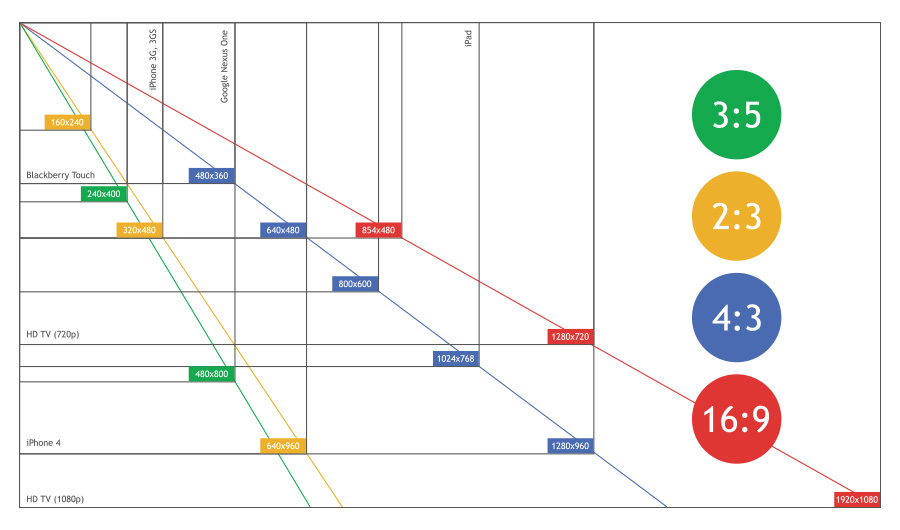 iPhone 3G, 3GS
Google Nexus One
iPad
3:5
160x240
Blackberry Touch
480x360
240x400
2:3
320x480
640x480
854x480
800x600
4:3
HD TV (720p)
1280x720
1024x768
480x800
16:9
iPhone 4
640x960
1280x960
HD TV (1080p)
1920x1080